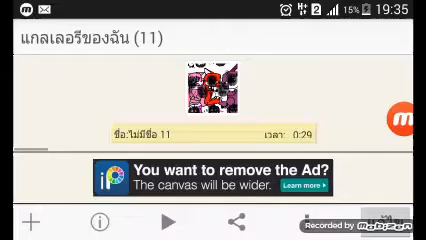 15% 19:35
แกลเลอรีของฉัน (11)
ชื่อ:ไม่มีชื่อ 11 เวลา: 0:29
iP You want to remove the Ad?
The canvas will be wider. Learn more ▸
Recorded by MOBIZEN